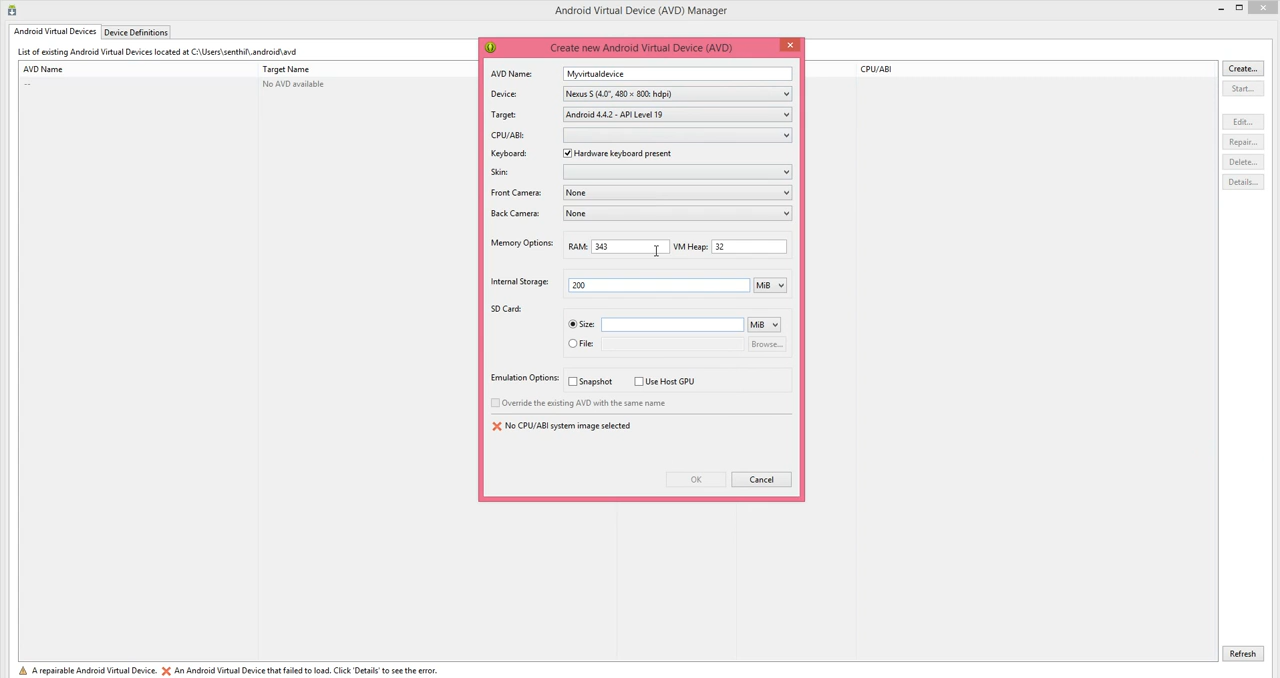 Android Virtual Device (AVD) Manager
Android Virtual Devices
Device Definitions
List of existing Android Virtual Devices located at C:\Users\senthil\.android\avd
AVD Name
Target Name
CPU/ABI
--
No AVD available
Create...
Start...
Edit...
Repair...
Delete...
Details...
Refresh
Create new Android Virtual Device (AVD)
AVD Name: Myvirtualdevice
Device: Nexus S (4.0", 480 × 800: hdpi)
Target: Android 4.4.2 - API Level 19
CPU/ABI:
Keyboard: Hardware keyboard present
Skin:
Front Camera: None
Back Camera: None
Memory Options: RAM: 343 VM Heap: 32
Internal Storage: 200 MiB
SD Card:
Size: MiB
File: Browse...
Emulation Options: Snapshot Use Host GPU
Override the existing AVD with the same name
No CPU/ABI system image selected
OK Cancel
A repairable Android Virtual Device. An Android Virtual Device that failed to load. Click 'Details' to see the error.